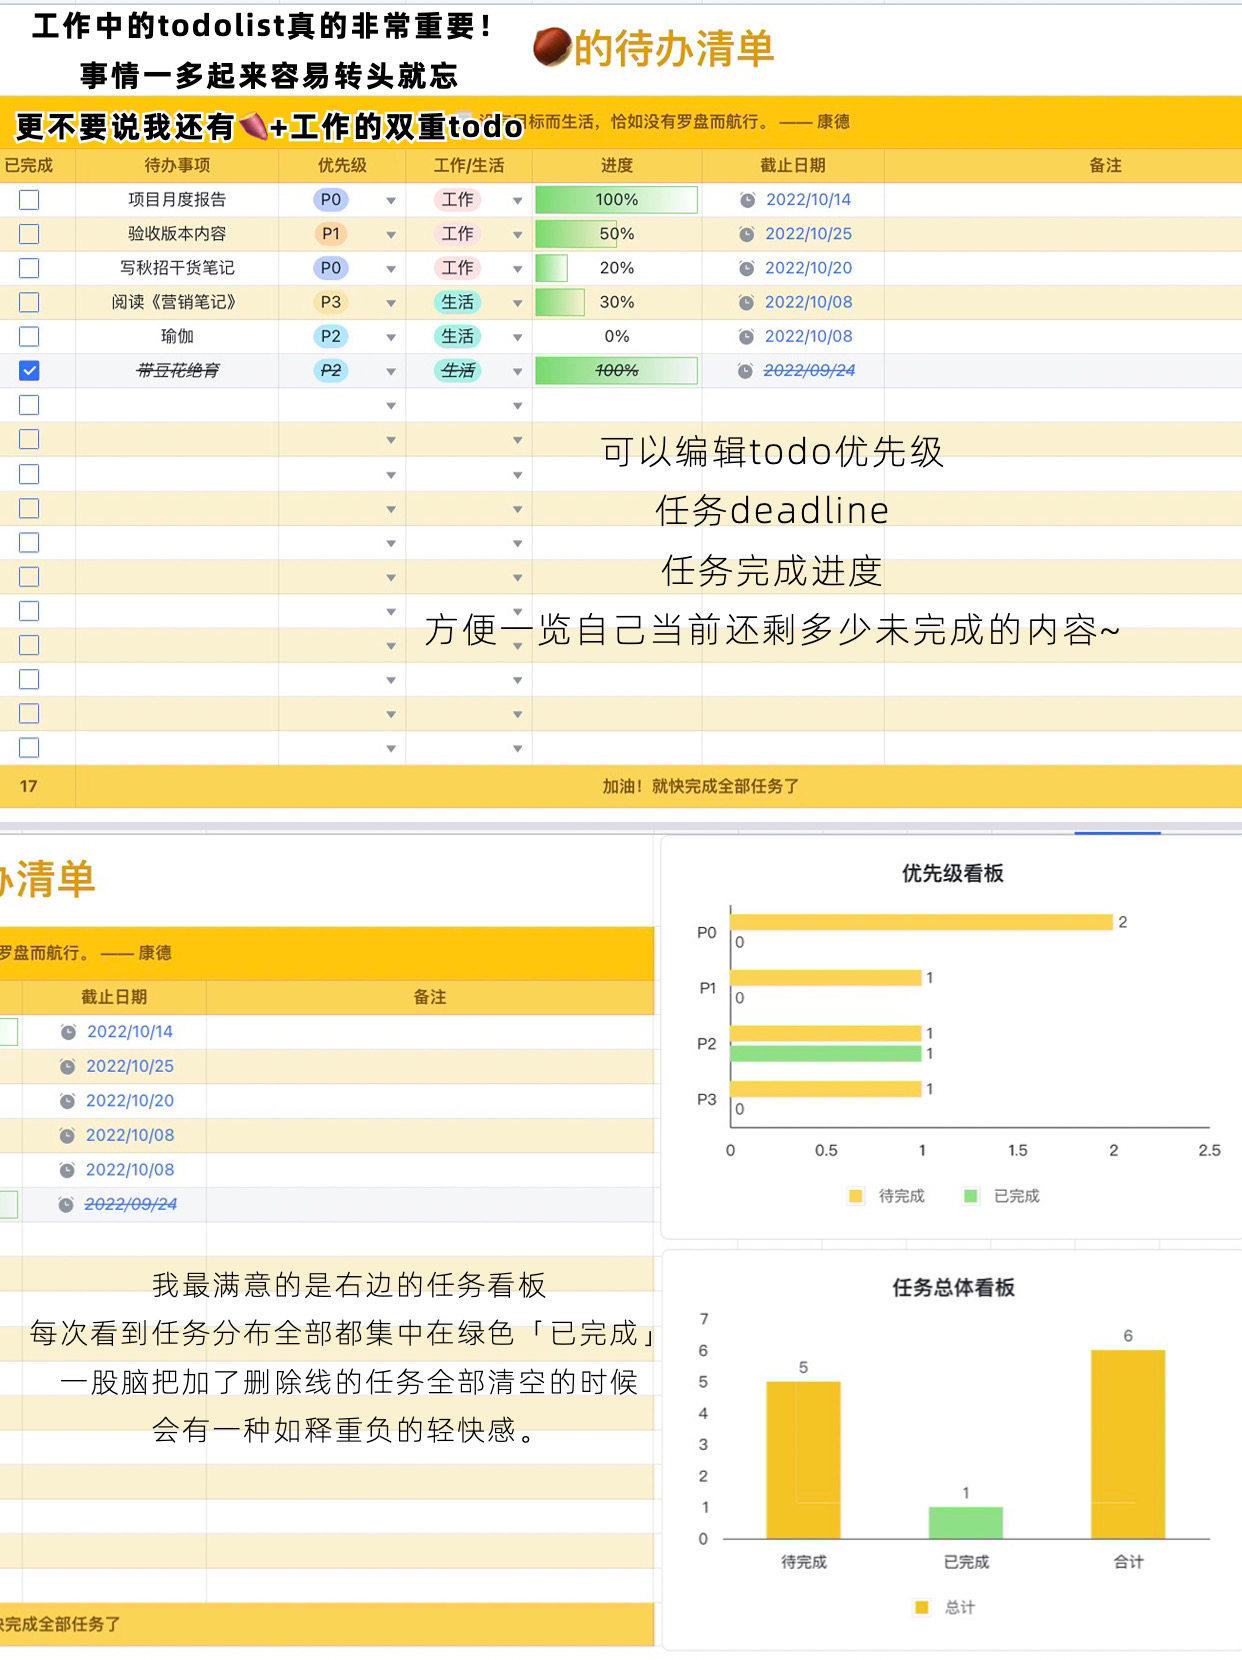 工作中的todolist真的非常重要！
事情一多起来容易转头就忘
更不要说我还有🍠+工作的双重todo
🌰的待办清单
目标而生活，恰如没有罗盘而航行。 —— 康德
已完成 待办事项 优先级 工作/生活 进度 截止日期 备注
项目月度报告 P0 工作 100% 2022/10/14
验收版本内容 P1 工作 50% 2022/10/25
写秋招干货笔记 P0 工作 20% 2022/10/20
阅读《营销笔记》 P3 生活 30% 2022/10/08
瑜伽 P2 生活 0% 2022/10/08
带豆花绝育 P2 生活 100% 2022/09/24
可以编辑todo优先级
任务deadline
任务完成进度
方便一览自己当前还剩多少未完成的内容~
17 加油！就快完成全部任务了
办清单
罗盘而航行。 —— 康德
截止日期 备注
2022/10/14
2022/10/25
2022/10/20
2022/10/08
2022/10/08
2022/09/24
我最满意的是右边的任务看板
每次看到任务分布全部都集中在绿色「已完成」
一股脑把加了删除线的任务全部清空的时候
会有一种如释重负的轻快感。
快完成全部任务了
优先级看板
P0 2
0
P1 1
0
P2 1
1
P3 1
0
0 0.5 1 1.5 2 2.5
待完成 已完成
任务总体看板
7
6
5
4
3
2
1
0
5 1 6
待完成 已完成 合计
总计